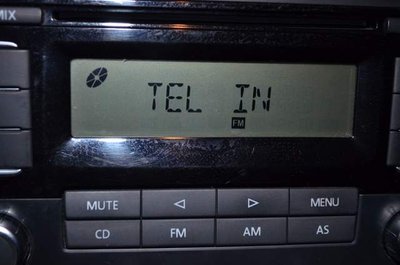 MIX
TEL IN
FM
MUTE ◁ ▷ MENU
CD FM AM AS